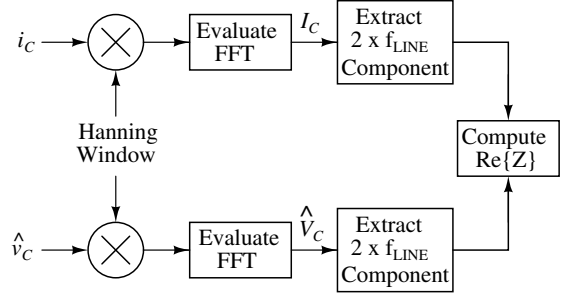 i_C
Evaluate
FFT
I_C
Extract
2 x f_LINE
Component
Hanning
Window
Compute
Re{Z}
v̂_C
Evaluate
FFT
V̂_C
Extract
2 x f_LINE
Component